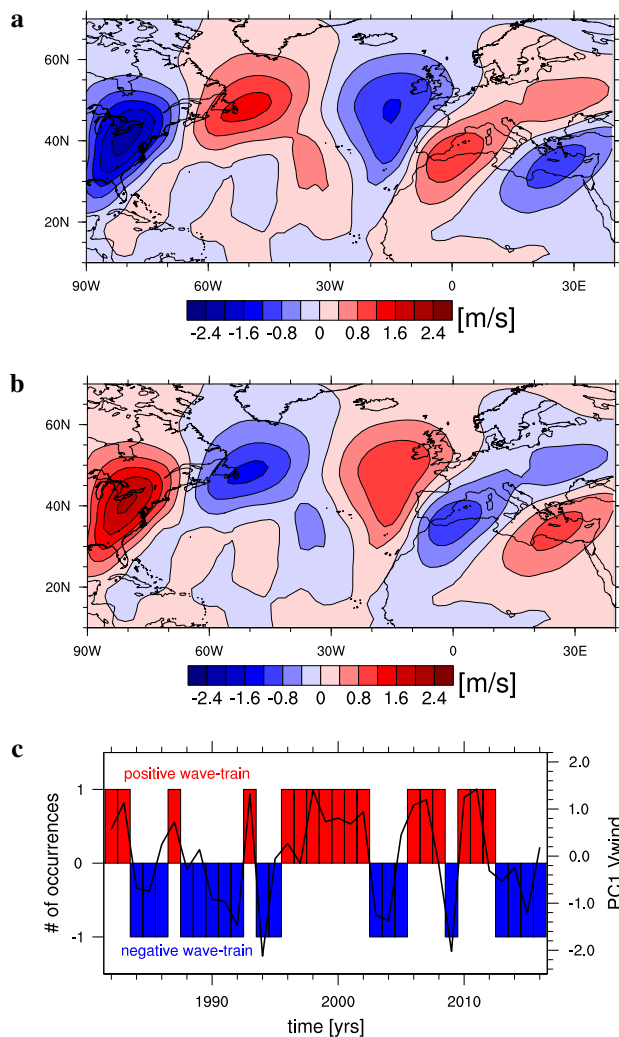 a
60N
40N
20N
90W 60W 30W 0 30E
-2.4 -1.6 -0.8 0 0.8 1.6 2.4 [m/s]
b
60N
40N
20N
90W 60W 30W 0 30E
-2.4 -1.6 -0.8 0 0.8 1.6 2.4 [m/s]
c
positive wave-train
negative wave-train
# of occurrences
1
0
-1
2.0
1.0
0.0
-1.0
-2.0
PC1 Vwind
1990 2000 2010
time [yrs]